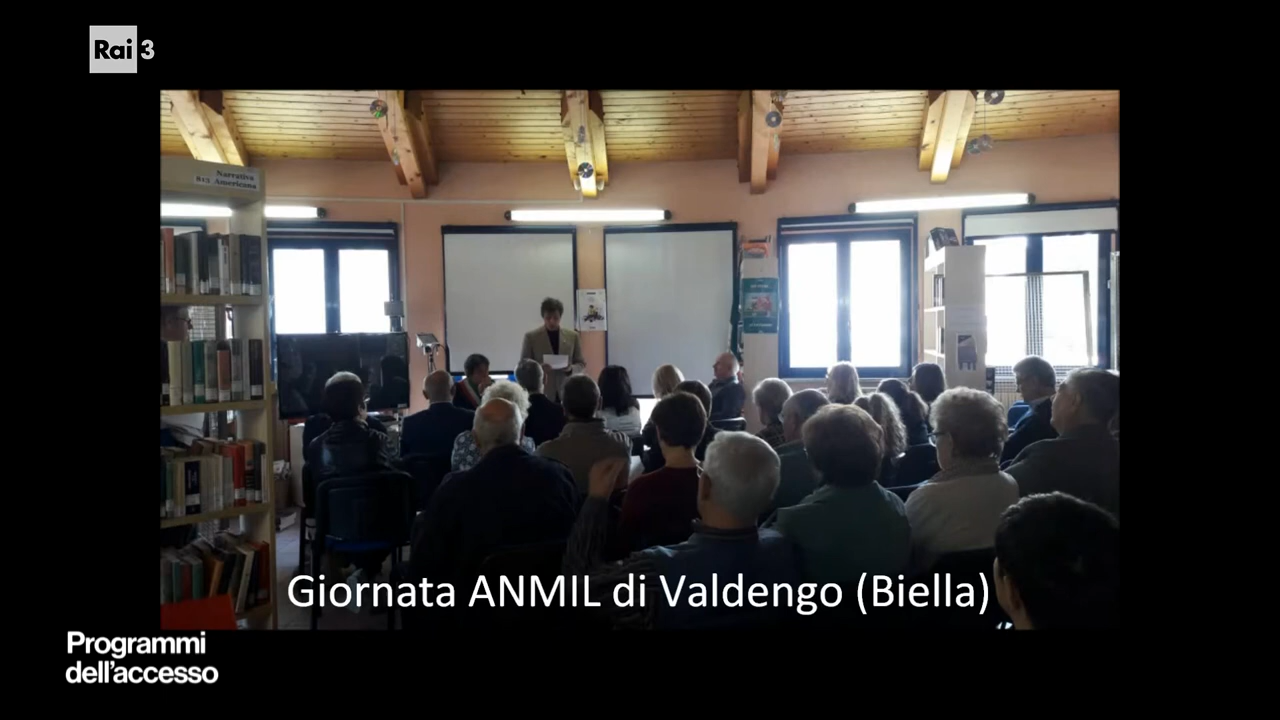 Rai 3
Narrativa
813 Americana
Giornata ANMIL di Valdengo (Biella)
Programmi
dell'accesso